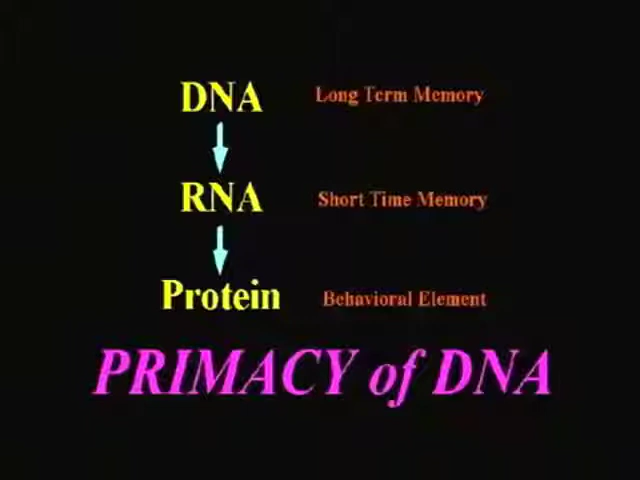 DNA Long Term Memory
RNA Short Time Memory
Protein Behavioral Element
PRIMACY of DNA